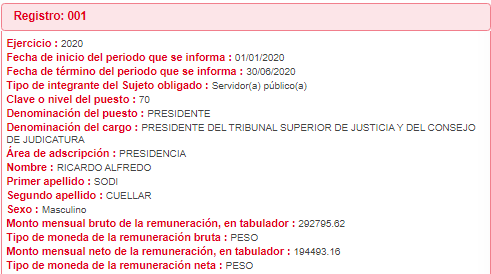 Registro: 001
Ejercicio : 2020
Fecha de inicio del periodo que se informa : 01/01/2020
Fecha de término del periodo que se informa : 30/06/2020
Tipo de integrante del Sujeto obligado : Servidor(a) público(a)
Clave o nivel del puesto : 70
Denominación del puesto : PRESIDENTE
Denominación del cargo : PRESIDENTE DEL TRIBUNAL SUPERIOR DE JUSTICIA Y DEL CONSEJO
DE JUDICATURA
Área de adscripción : PRESIDENCIA
Nombre : RICARDO ALFREDO
Primer apellido : SODI
Segundo apellido : CUELLAR
Sexo : Masculino
Monto mensual bruto de la remuneración, en tabulador : 292795.62
Tipo de moneda de la remuneración bruta : PESO
Monto mensual neto de la remuneración, en tabulador : 194493.16
Tipo de moneda de la remuneración neta : PESO